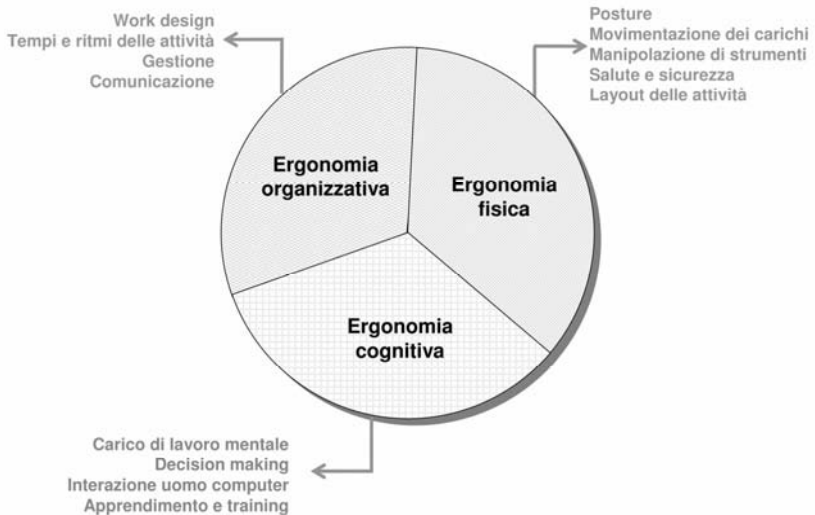 Work design
Tempi e ritmi delle attività
Gestione
Comunicazione
Posture
Movimentazione dei carichi
Manipolazione di strumenti
Salute e sicurezza
Layout delle attività
Ergonomia
organizzativa
Ergonomia
fisica
Ergonomia
cognitiva
Carico di lavoro mentale
Decision making
Interazione uomo computer
Apprendimento e training